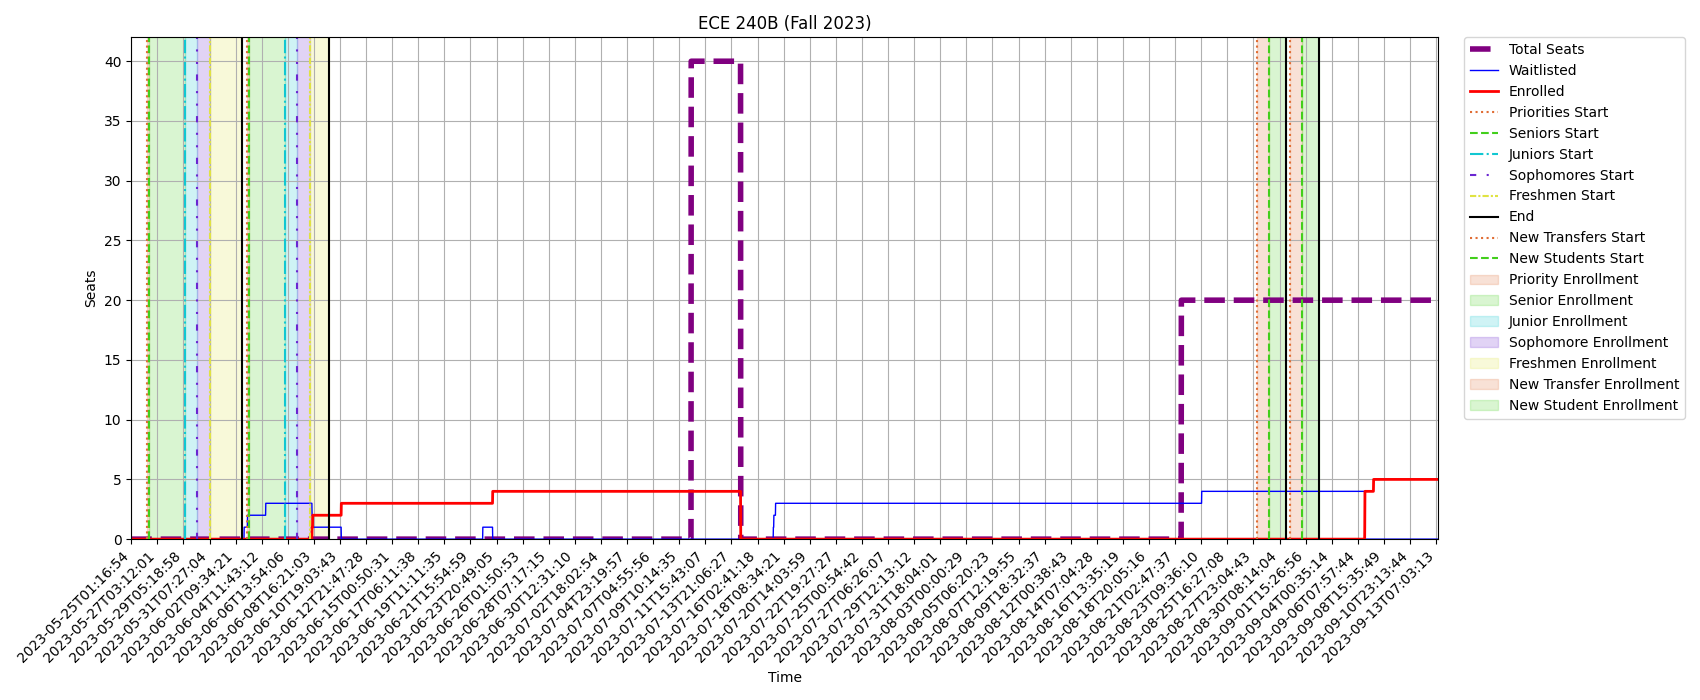 ECE 240B (Fall 2023)
Seats
40
35
30
25
20
15
10
5
0
2023-05-25T01:16:54
2023-05-27T03:12:01
2023-05-29T05:18:58
2023-05-31T07:27:04
2023-06-02T09:34:21
2023-06-04T11:43:12
2023-06-06T13:54:06
2023-06-08T16:21:03
2023-06-10T19:03:43
2023-06-12T21:47:28
2023-06-15T00:50:31
2023-06-17T06:11:38
2023-06-19T11:11:35
2023-06-21T15:54:59
2023-06-23T20:49:05
2023-06-26T01:50:53
2023-06-28T07:17:15
2023-06-30T12:31:10
2023-07-02T18:02:54
2023-07-04T23:19:57
2023-07-07T04:55:56
2023-07-09T10:14:35
2023-07-11T15:43:07
2023-07-13T21:06:27
2023-07-16T02:41:18
2023-07-18T08:34:21
2023-07-20T14:03:59
2023-07-22T19:27:27
2023-07-25T00:54:42
2023-07-27T06:26:07
2023-07-29T12:13:12
2023-07-31T18:04:01
2023-08-03T00:00:29
2023-08-05T06:20:23
2023-08-07T12:19:55
2023-08-09T18:32:37
2023-08-12T00:38:43
2023-08-14T07:04:28
2023-08-16T13:35:19
2023-08-18T20:05:16
2023-08-21T02:47:37
2023-08-23T09:36:10
2023-08-25T16:27:08
2023-08-27T23:04:43
2023-08-30T08:14:04
2023-09-01T15:26:56
2023-09-04T00:35:14
2023-09-06T07:57:44
2023-09-08T15:35:49
2023-09-10T23:13:44
2023-09-13T07:03:13
Time
Total Seats
Waitlisted
Enrolled
Priorities Start
Seniors Start
Juniors Start
Sophomores Start
Freshmen Start
End
New Transfers Start
New Students Start
Priority Enrollment
Senior Enrollment
Junior Enrollment
Sophomore Enrollment
Freshmen Enrollment
New Transfer Enrollment
New Student Enrollment